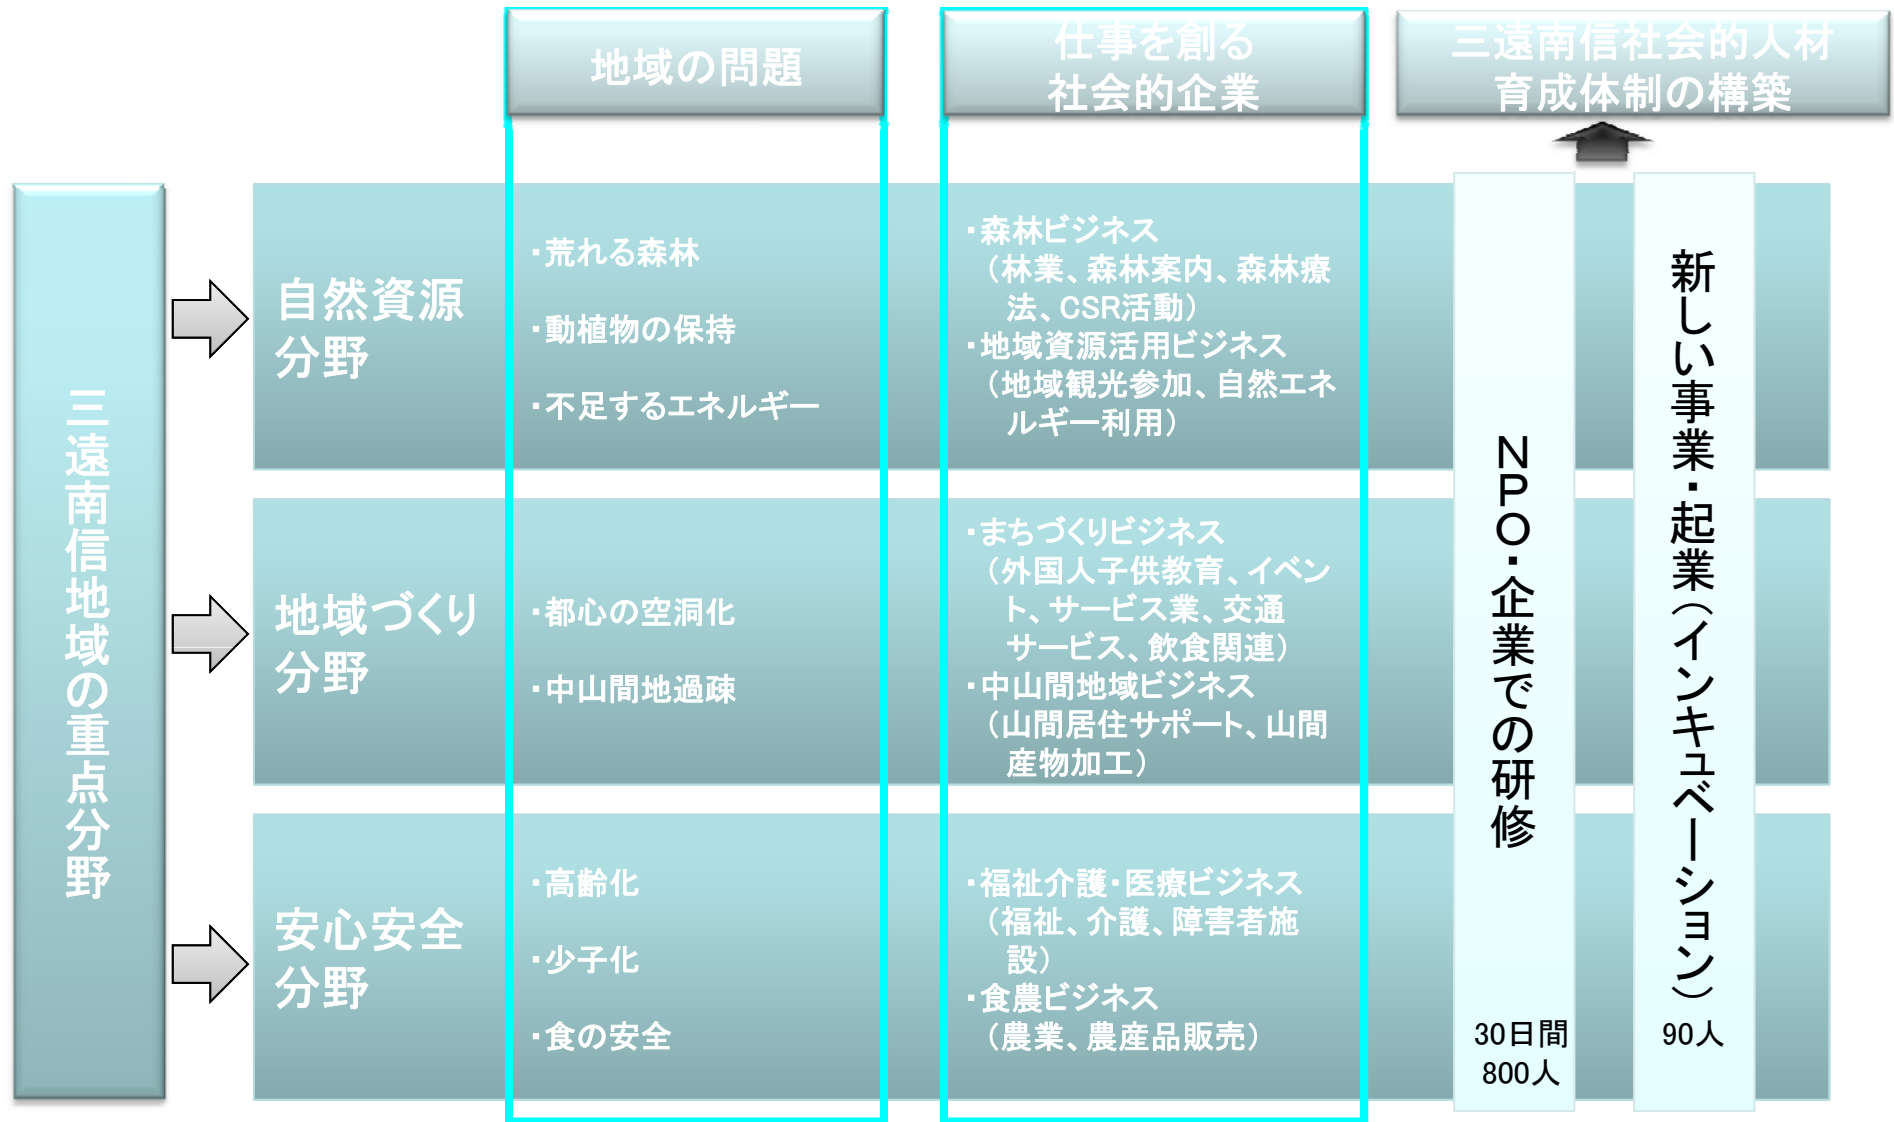 地域の問題
仕事を創る
社会的企業
三遠南信社会的人材
育成体制の構築
三遠南信地域の重点分野
自然資源
分野
・荒れる森林
・動植物の保持
・不足するエネルギー
・森林ビジネス
（林業、森林案内、森林療
法、CSR活動）
・地域資源活用ビジネス
（地域観光参加、自然エネ
ルギー利用）
地域づくり
分野
・都心の空洞化
・中山間地過疎
・まちづくりビジネス
（外国人子供教育、イベン
ト、サービス業、交通
サービス、飲食関連）
・中山間地域ビジネス
（山間居住サポート、山間
産物加工）
安心安全
分野
・高齢化
・少子化
・食の安全
・福祉介護・医療ビジネス
（福祉、介護、障害者施
設）
・食農ビジネス
（農業、農産品販売）
ＮＰＯ・企業での研修
30日間
800人
新しい事業・起業（インキュベーション）
90人